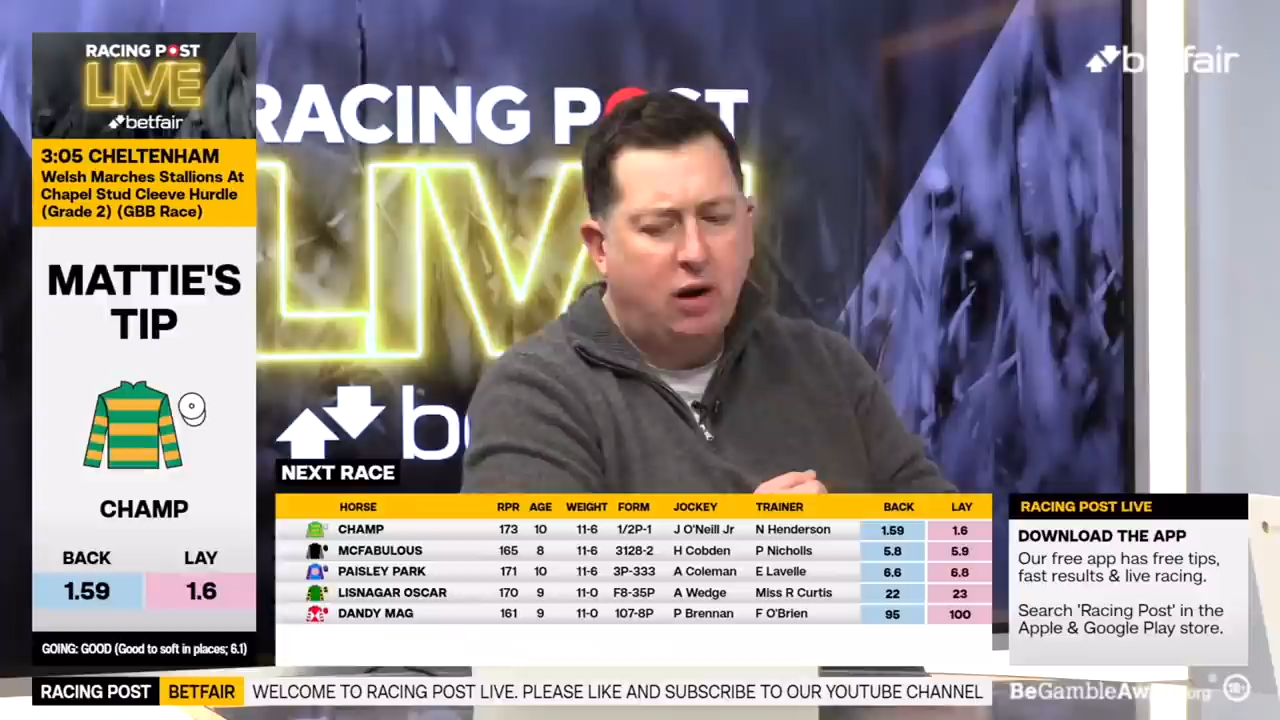 RACING POST
LIVE
betfair
3:05 CHELTENHAM
Welsh Marches Stallions At
Chapel Stud Cleeve Hurdle
(Grade 2) (GBB Race)
MATTIE'S
TIP
CHAMP
BACK LAY
1.59 1.6
GOING: GOOD (Good to soft in places; 6.1)
RACING POST
LIV
be
betfair
NEXT RACE
HORSE RPR AGE WEIGHT FORM JOCKEY TRAINER BACK LAY
CHAMP 173 10 11-6 1/2P-1 J O'Neill Jr N Henderson 1.59 1.6
MCFABULOUS 165 8 11-6 3128-2 H Cobden P Nicholls 5.8 5.9
PAISLEY PARK 171 10 11-6 3P-333 A Coleman E Lavelle 6.6 6.8
LISNAGAR OSCAR 170 9 11-0 F8-35P A Wedge Miss R Curtis 22 23
DANDY MAG 161 9 11-0 107-8P P Brennan F O'Brien 95 100
RACING POST LIVE
DOWNLOAD THE APP
Our free app has free tips,
fast results & live racing.
Search 'Racing Post' in the
Apple & Google Play store.
RACING POST BETFAIR WELCOME TO RACING POST LIVE. PLEASE LIKE AND SUBSCRIBE TO OUR YOUTUBE CHANNEL
BeGambleAware.org 18+